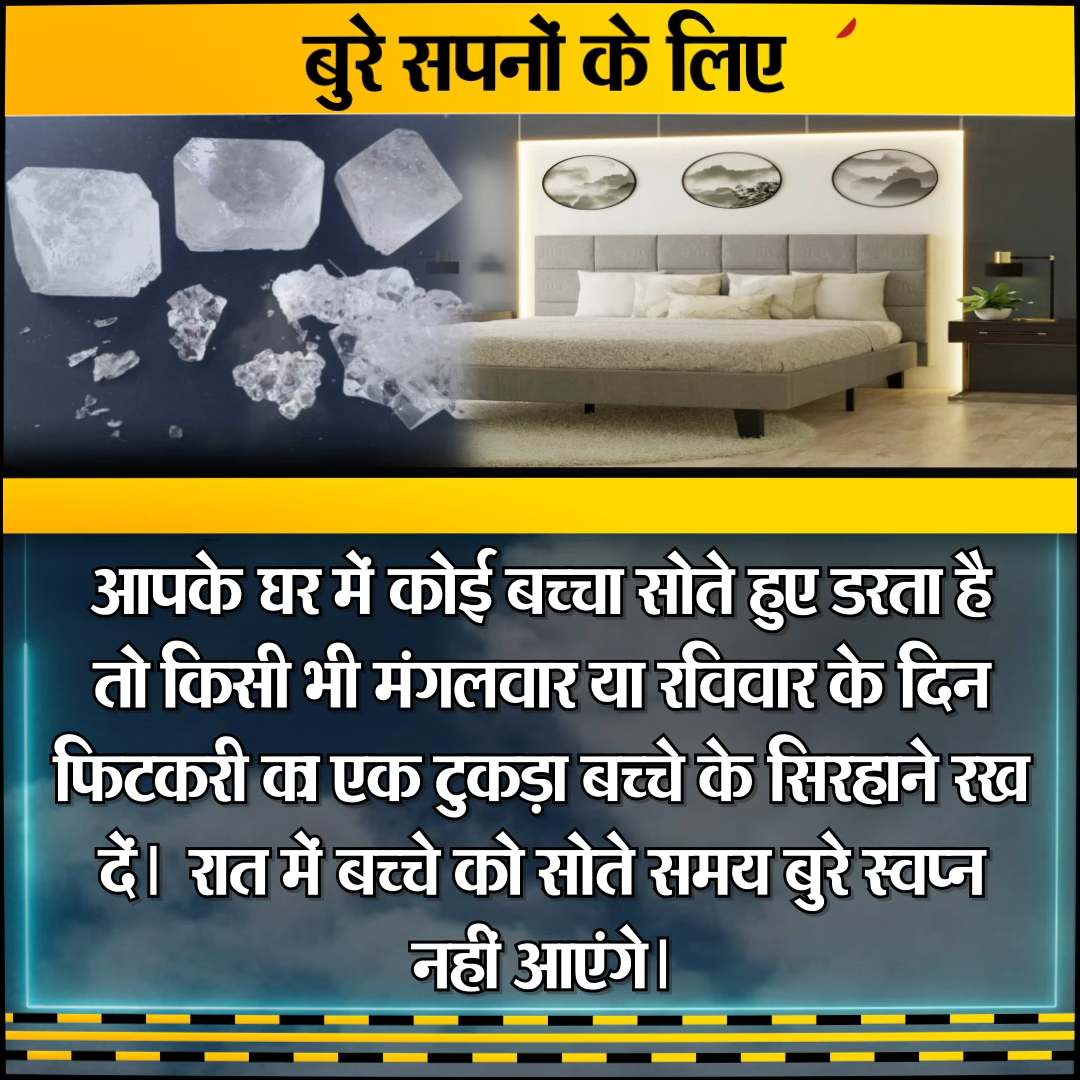 बुरे सपनों के लिए
आपके घर में कोई बच्चा सोते हुए डरता है
तो किसी भी मंगलवार या रविवार के दिन
फिटकरी का एक टुकड़ा बच्चे के सिरहाने रख
दें। रात में बच्चे को सोते समय बुरे स्वप्न
नहीं आएंगे।